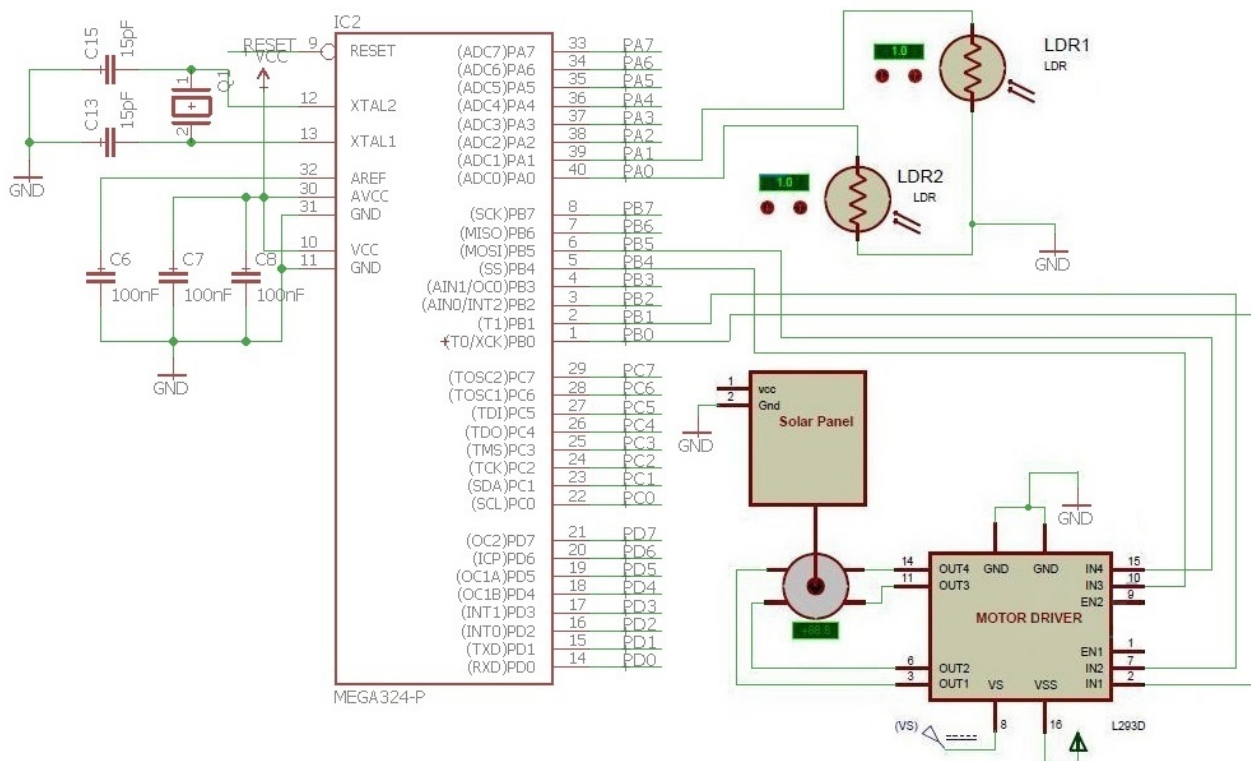 IC2
MEGA324-P
C15
15pF
C13
15pF
Q1
1
2
GND
RESET
VCC
C6
100nF
C7
100nF
C8
100nF
GND
9 RESET
12 XTAL2
13 XTAL1
32 AREF
30 AVCC
31 GND
10 VCC
11 GND
(ADC7)PA7 33 PA7
(ADC6)PA6 34 PA6
(ADC5)PA5 35 PA5
(ADC4)PA4 36 PA4
(ADC3)PA3 37 PA3
(ADC2)PA2 38 PA2
(ADC1)PA1 39 PA1
(ADC0)PA0 40 PA0
(SCK)PB7 8 PB7
(MISO)PB6 7 PB6
(MOSI)PB5 6 PB5
(SS)PB4 5 PB4
(AIN1/OC0)PB3 4 PB3
(AIN0/INT2)PB2 3 PB2
(T1)PB1 2 PB1
(T0/XCK)PB0 1 PB0
(TOSC2)PC7 29 PC7
(TOSC1)PC6 28 PC6
(TDI)PC5 27 PC5
(TDO)PC4 26 PC4
(TMS)PC3 25 PC3
(TCK)PC2 24 PC2
(SDA)PC1 23 PC1
(SCL)PC0 22 PC0
(OC2)PD7 21 PD7
(ICP)PD6 20 PD6
(OC1A)PD5 19 PD5
(OC1B)PD4 18 PD4
(INT1)PD3 17 PD3
(INT0)PD2 16 PD2
(TXD)PD1 15 PD1
(RXD)PD0 14 PD0
1.0
LDR1
LDR
1.0
LDR2
LDR
GND
1 vcc
2 Gnd
Solar Panel
GND
GND
14 OUT4 GND GND IN4 15
11 OUT3 IN3 10
EN2 9
MOTOR DRIVER
EN1 1
6 OUT2 IN2 7
3 OUT1 VS VSS IN1 2
(VS) 8 16 L293D